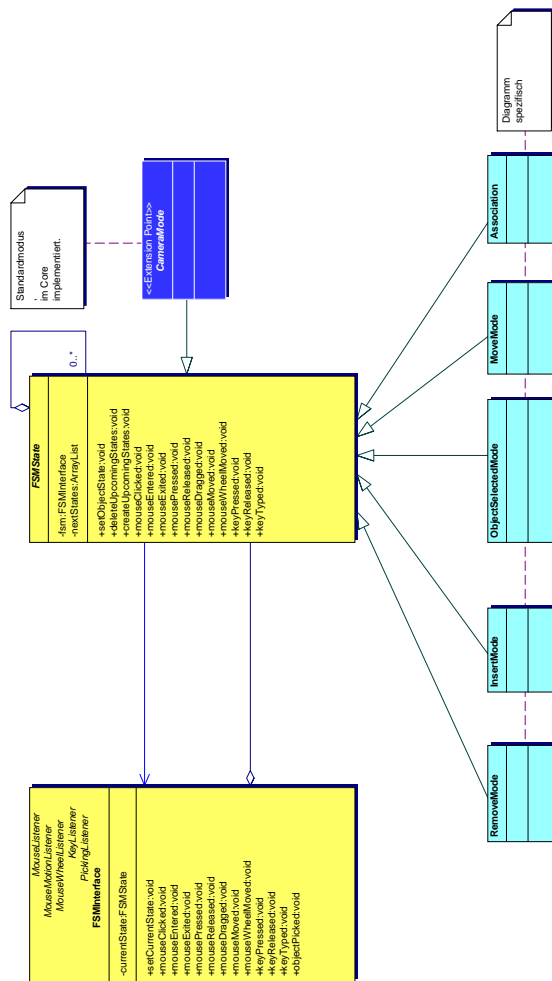 MouseListener
MouseMotionListener
MouseWheelListener
KeyListener
PickingListener
FSMInterface
-currentState:FSMState
+setCurrentState:void
+mouseClicked:void
+mouseEntered:void
+mouseExited:void
+mousePressed:void
+mouseReleased:void
+mouseDragged:void
+mouseMoved:void
+mouseWheelMoved:void
+keyPressed:void
+keyReleased:void
+keyTyped:void
+objectPicked:void
FSMState
-fsm:FSMInterface
-nextStates:ArrayList
+setObjectState:void
+deleteUpcomingStates:void
+createUpcomingStates:void
+mouseClicked:void
+mouseEntered:void
+mouseExited:void
+mousePressed:void
+mouseReleased:void
+mouseDragged:void
+mouseMoved:void
+mouseWheelMoved:void
+keyPressed:void
+keyReleased:void
+keyTyped:void
0..*
Standardmodus
,
im Core
implementiert.
<<Extension Point>>
CameraMode
RemoveMode
InsertMode
ObjectSelectedMode
MoveMode
Association
Diagramm
spezifisch